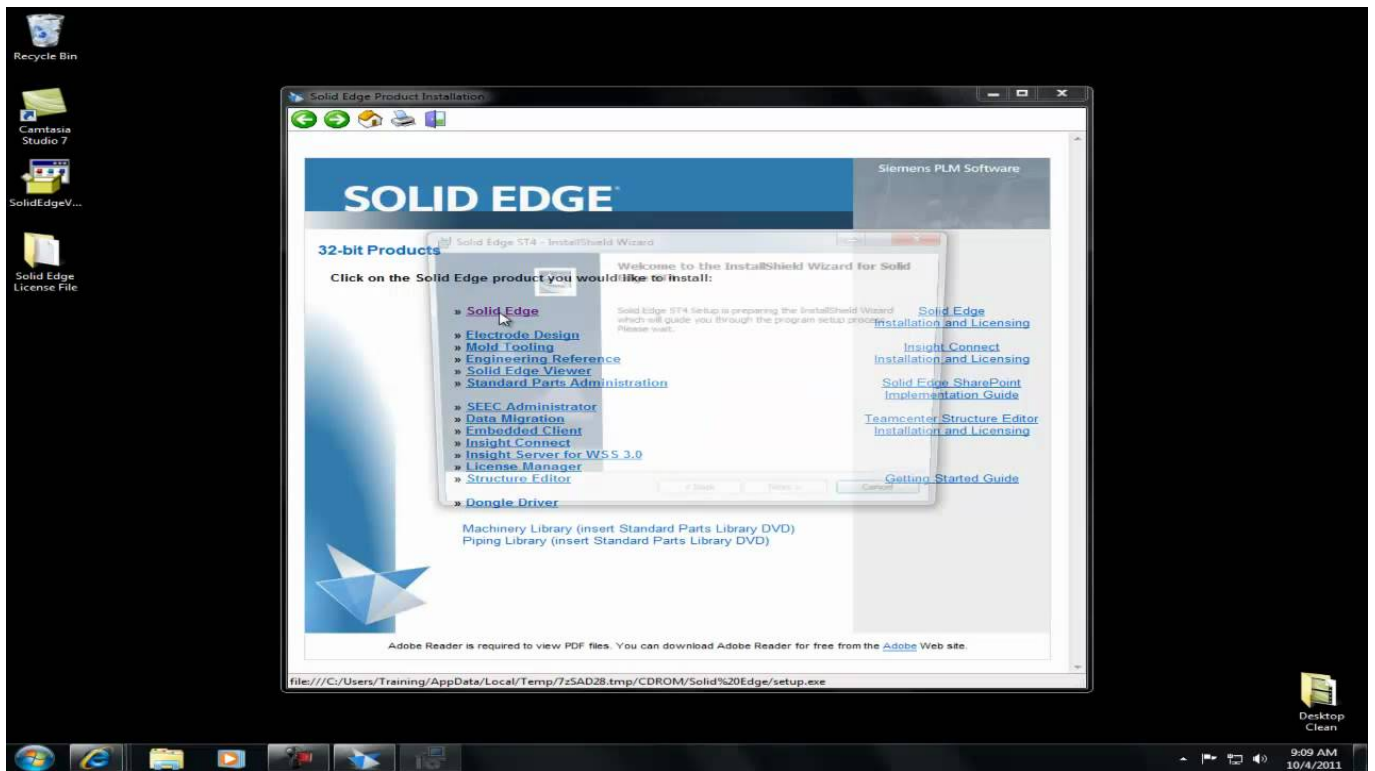 Recycle Bin
Camtasia
Studio 7
SolidEdgeV...
Solid Edge
License File
Solid Edge Product Installation
Siemens PLM Software
SOLID EDGE
32-bit Products
Solid Edge ST4 - InstallShield Wizard
Welcome to the InstallShield Wizard for Solid
Click on the Solid Edge product you would like to install:
Solid Edge ST4 Setup is preparing the InstallShield Wizard
which will guide you through the program setup process.
Please wait.
» Solid Edge
» Electrode Design
» Mold Tooling
» Engineering Reference
» Solid Edge Viewer
» Standard Parts Administration
» SEEC Administrator
» Data Migration
» Embedded Client
» Insight Connect
» Insight Server for WSS 3.0
» License Manager
» Structure Editor
» Dongle Driver
Solid Edge
Installation and Licensing
Insight Connect
Installation and Licensing
Solid Edge SharePoint
Implementation Guide
Teamcenter Structure Editor
Installation and Licensing
Getting Started Guide
< Back
Next >
Cancel
Machinery Library (insert Standard Parts Library DVD)
Piping Library (insert Standard Parts Library DVD)
Adobe Reader is required to view PDF files. You can download Adobe Reader for free from the Adobe Web site.
file:///C:/Users/Training/AppData/Local/Temp/7zSAD28.tmp/CDROM/Solid%20Edge/setup.exe
Desktop
Clean
9:09 AM
10/4/2011